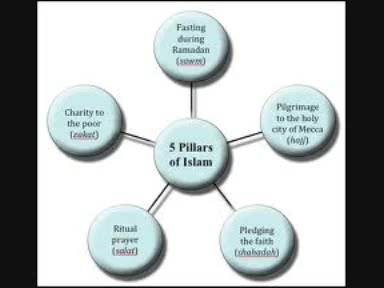 Fasting
during
Ramadan
(sawm)
Charity to
the poor
(zakat)
Pilgrimage
to the holy
city of Mecca
(hajj)
5 Pillars
of Islam
Ritual
prayer
(salat)
Pledging
the faith
(shahadah)